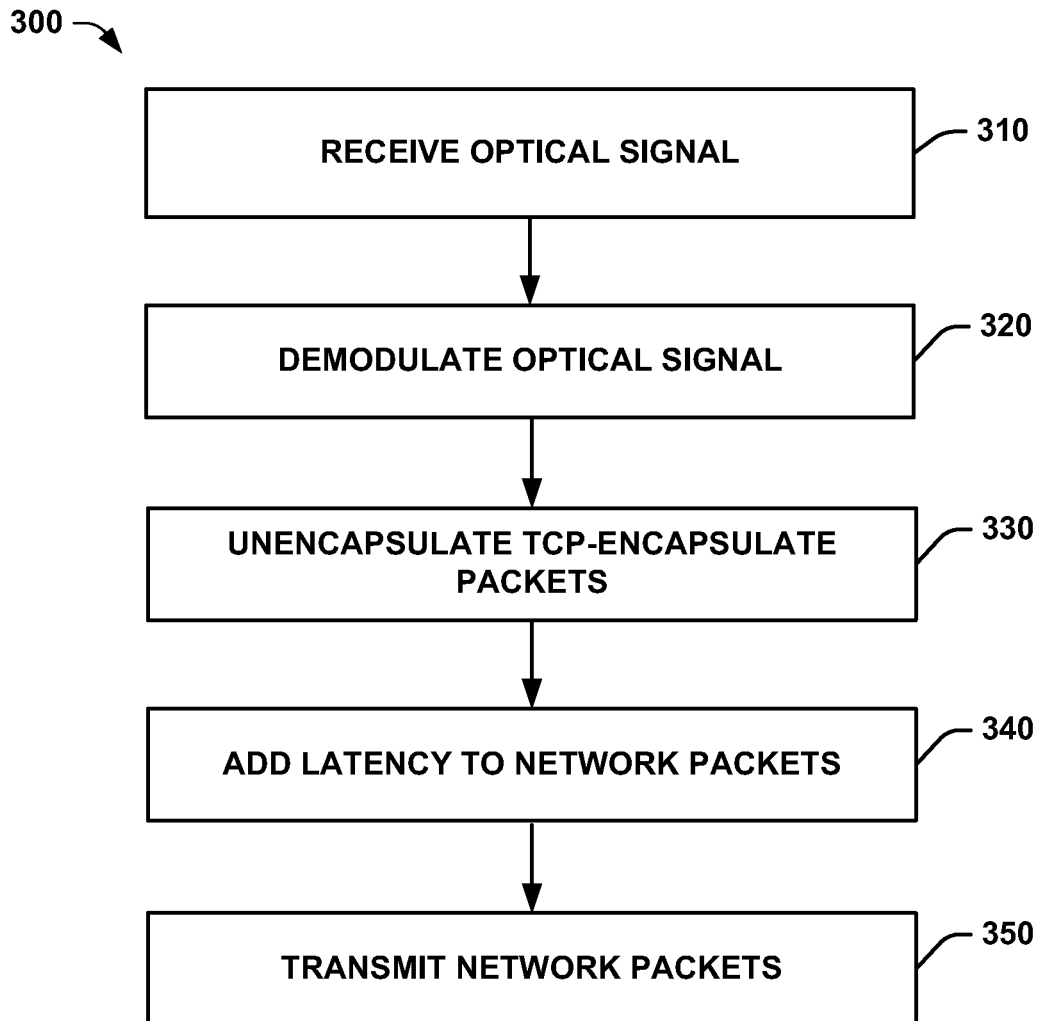 300
RECEIVE OPTICAL SIGNAL
310
DEMODULATE OPTICAL SIGNAL
320
UNENCAPSULATE TCP-ENCAPSULATE
PACKETS
330
ADD LATENCY TO NETWORK PACKETS
340
TRANSMIT NETWORK PACKETS
350